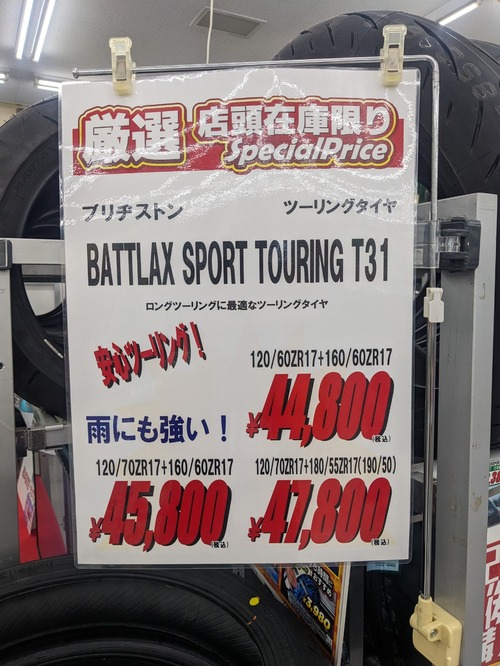 厳選
店頭在庫限り
SpecialPrice
ブリヂストン
ツーリングタイヤ
BATTLAX SPORT TOURING T31
ロングツーリングに最適なツーリングタイヤ
安心ツーリング!
120/60ZR17+160/60ZR17
¥44,800(税込)
雨にも強い!
120/70ZR17+160/60ZR17
¥45,800(税込)
120/70ZR17+180/55ZR17(190/50)
¥47,800(税込)
3,980